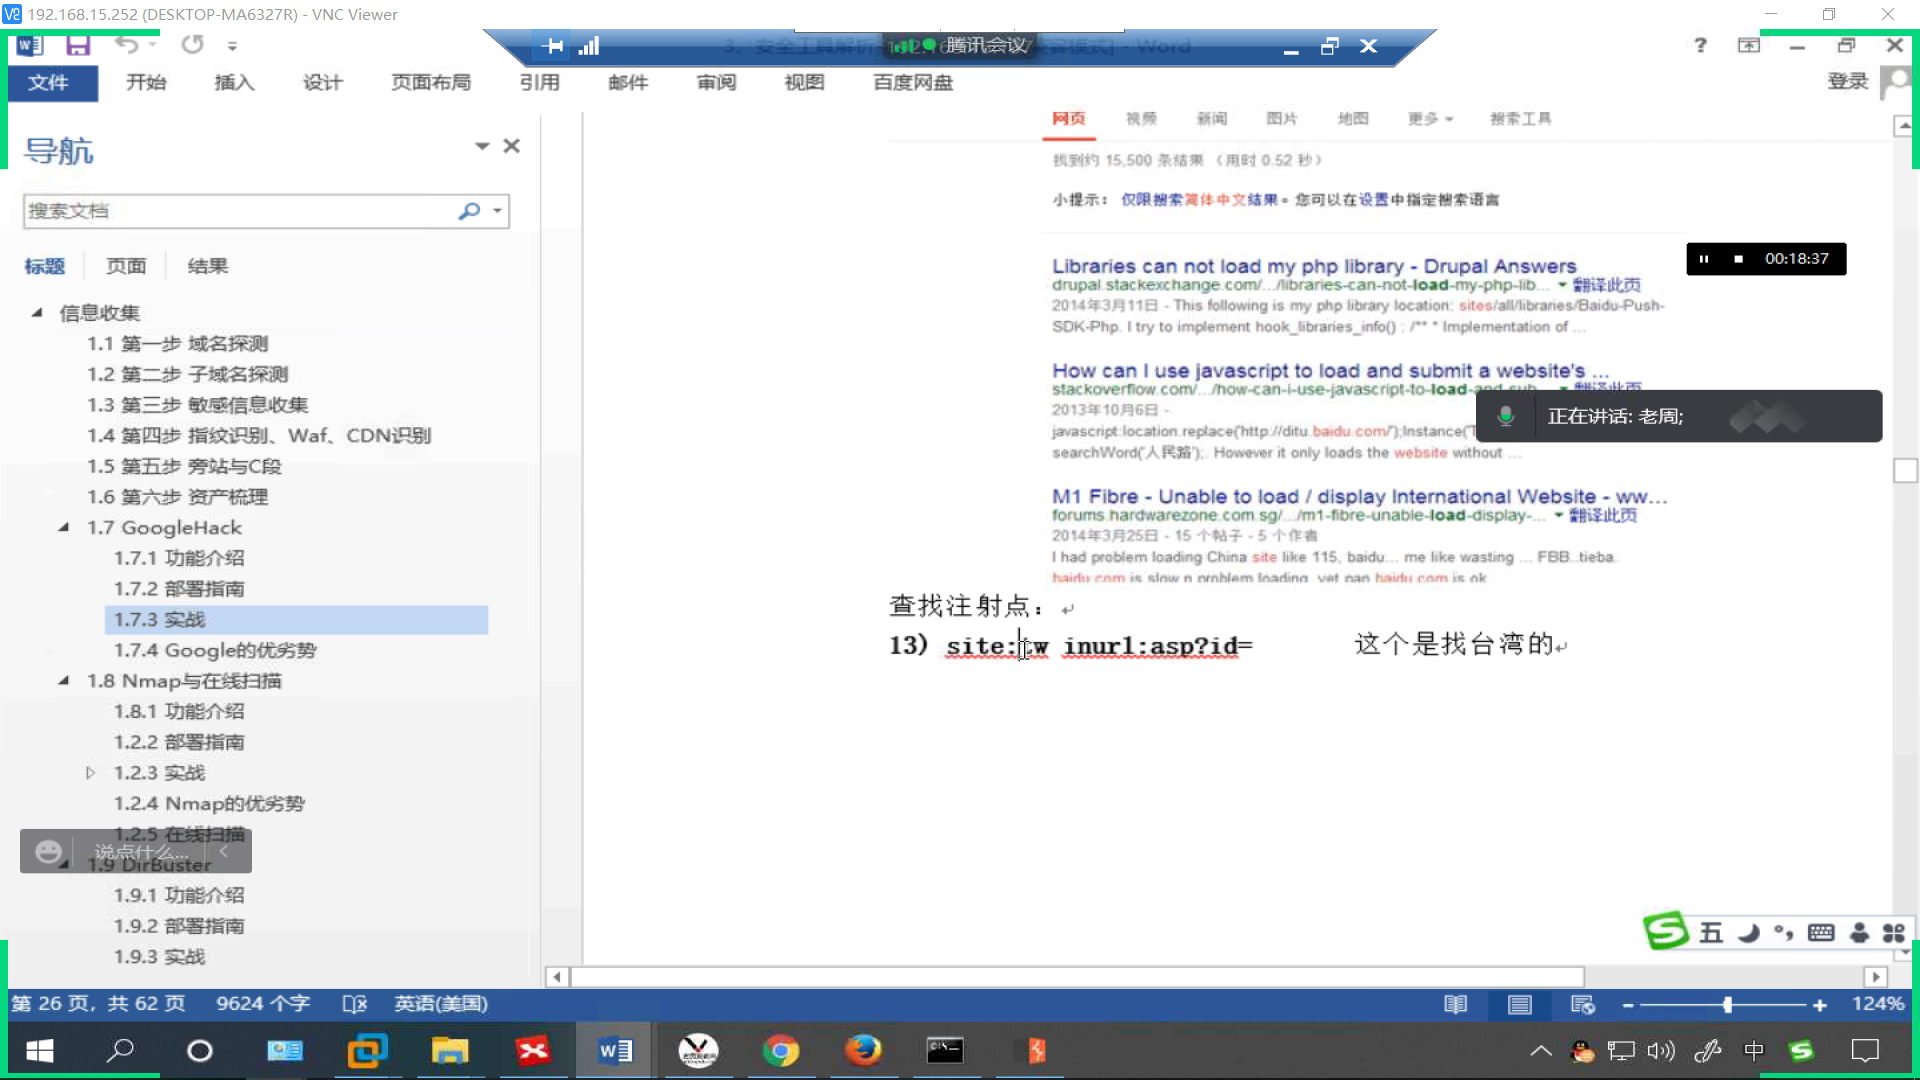 192.168.15.252 (DESKTOP-MA6327R) - VNC Viewer
腾讯会议
- Word
文件 开始 插入 设计 页面布局 引用 邮件 审阅 视图 百度网盘 登录
导航
搜索文档
标题 页面 结果
信息收集
1.1 第一步 域名探测
1.2 第二步 子域名探测
1.3 第三步 敏感信息收集
1.4 第四步 指纹识别、Waf、CDN识别
1.5 第五步 旁站与C段
1.6 第六步 资产梳理
1.7 GoogleHack
1.7.1 功能介绍
1.7.2 部署指南
1.7.3 实战
1.7.4 Google的优劣势
1.8 Nmap与在线扫描
1.8.1 功能介绍
1.2.2 部署指南
1.2.3 实战
1.2.4 Nmap的优劣势
1.2.5 在线扫描
说点什么...
1.9 DirBuster
1.9.1 功能介绍
1.9.2 部署指南
1.9.3 实战
网页 视频 新闻 图片 地图 更多 搜索工具
找到约 15,500 条结果 （用时 0.52 秒）
小提示： 仅限搜索简体中文结果。您可以在设置中指定搜索语言
Libraries can not load my php library - Drupal Answers
drupal.stackexchange.com/.../libraries-can-not-load-my-php-lib... 翻译此页
2014年3月11日 - This following is my php library location: sites/all/libraries/Baidu-Push-
SDK-Php. I try to implement hook_libraries_info() : /** * Implementation of ...
How can I use javascript to load and submit a website's ...
stackoverflow.com/.../how-can-i-use-javascript-to-load-and-sub... 翻译此页
2013年10月6日 -
javascript:location.replace('http://ditu.baidu.com/');Instance('
searchWord('人民路');. However it only loads the website without ...
M1 Fibre - Unable to load / display International Website - ww...
forums.hardwarezone.com.sg/.../m1-fibre-unable-load-display-... 翻译此页
2014年3月25日 - 15 个帖子 - 5 个作者
I had problem loading China site like 115, baidu... me like wasting ... FBB..tieba.
baidu.com is slow n problem loading, yet pan.baidu.com is ok
00:18:37
正在讲话: 老周;
查找注射点：
13）site:tw inurl:asp?id= 这个是找台湾的
五
第 26 页，共 62 页 9624 个字 英语(美国) 124%
中